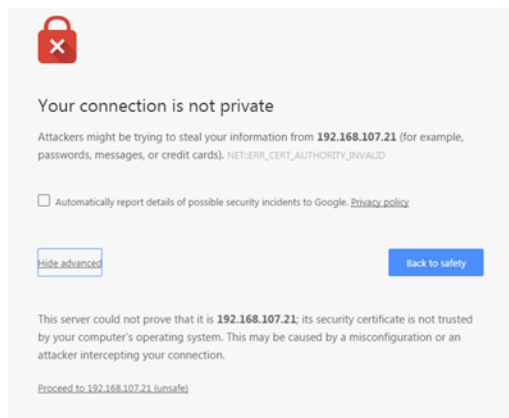 Your connection is not private
Attackers might be trying to steal your information from 192.168.107.21 (for example,
passwords, messages, or credit cards). NET::ERR_CERT_AUTHORITY_INVALID
Automatically report details of possible security incidents to Google. Privacy policy
Hide advanced
Back to safety
This server could not prove that it is 192.168.107.21; its security certificate is not trusted
by your computer's operating system. This may be caused by a misconfiguration or an
attacker intercepting your connection.
Proceed to 192.168.107.21 (unsafe)